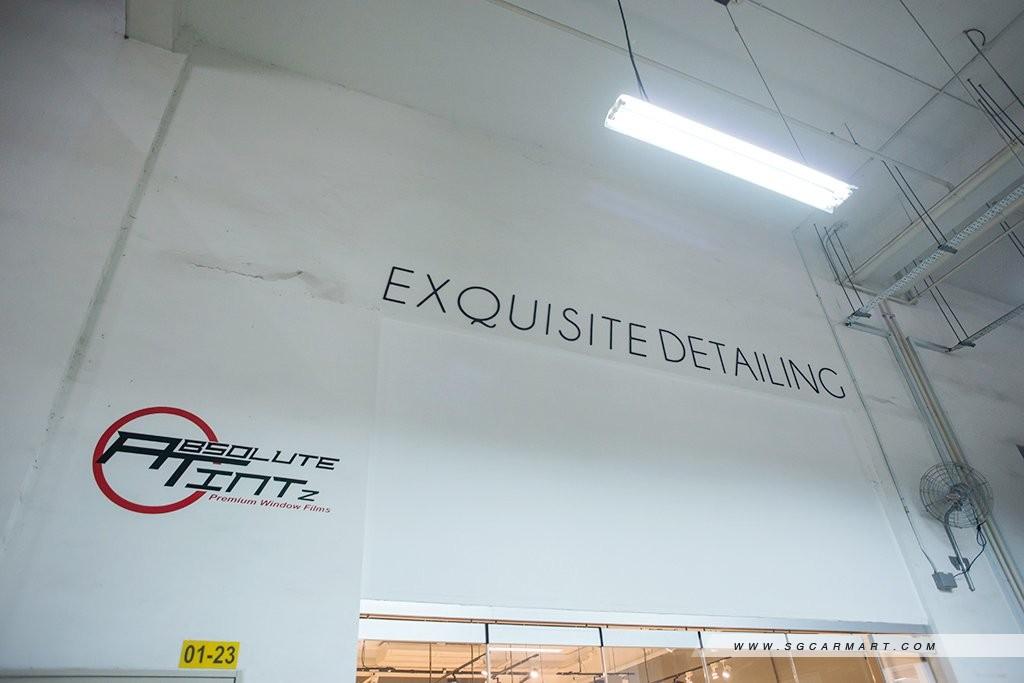 EXQUISITE DETAILING
ABSOLUTE
TINTZ
Premium Window Films
01-23
WWW.SGCARMART.COM